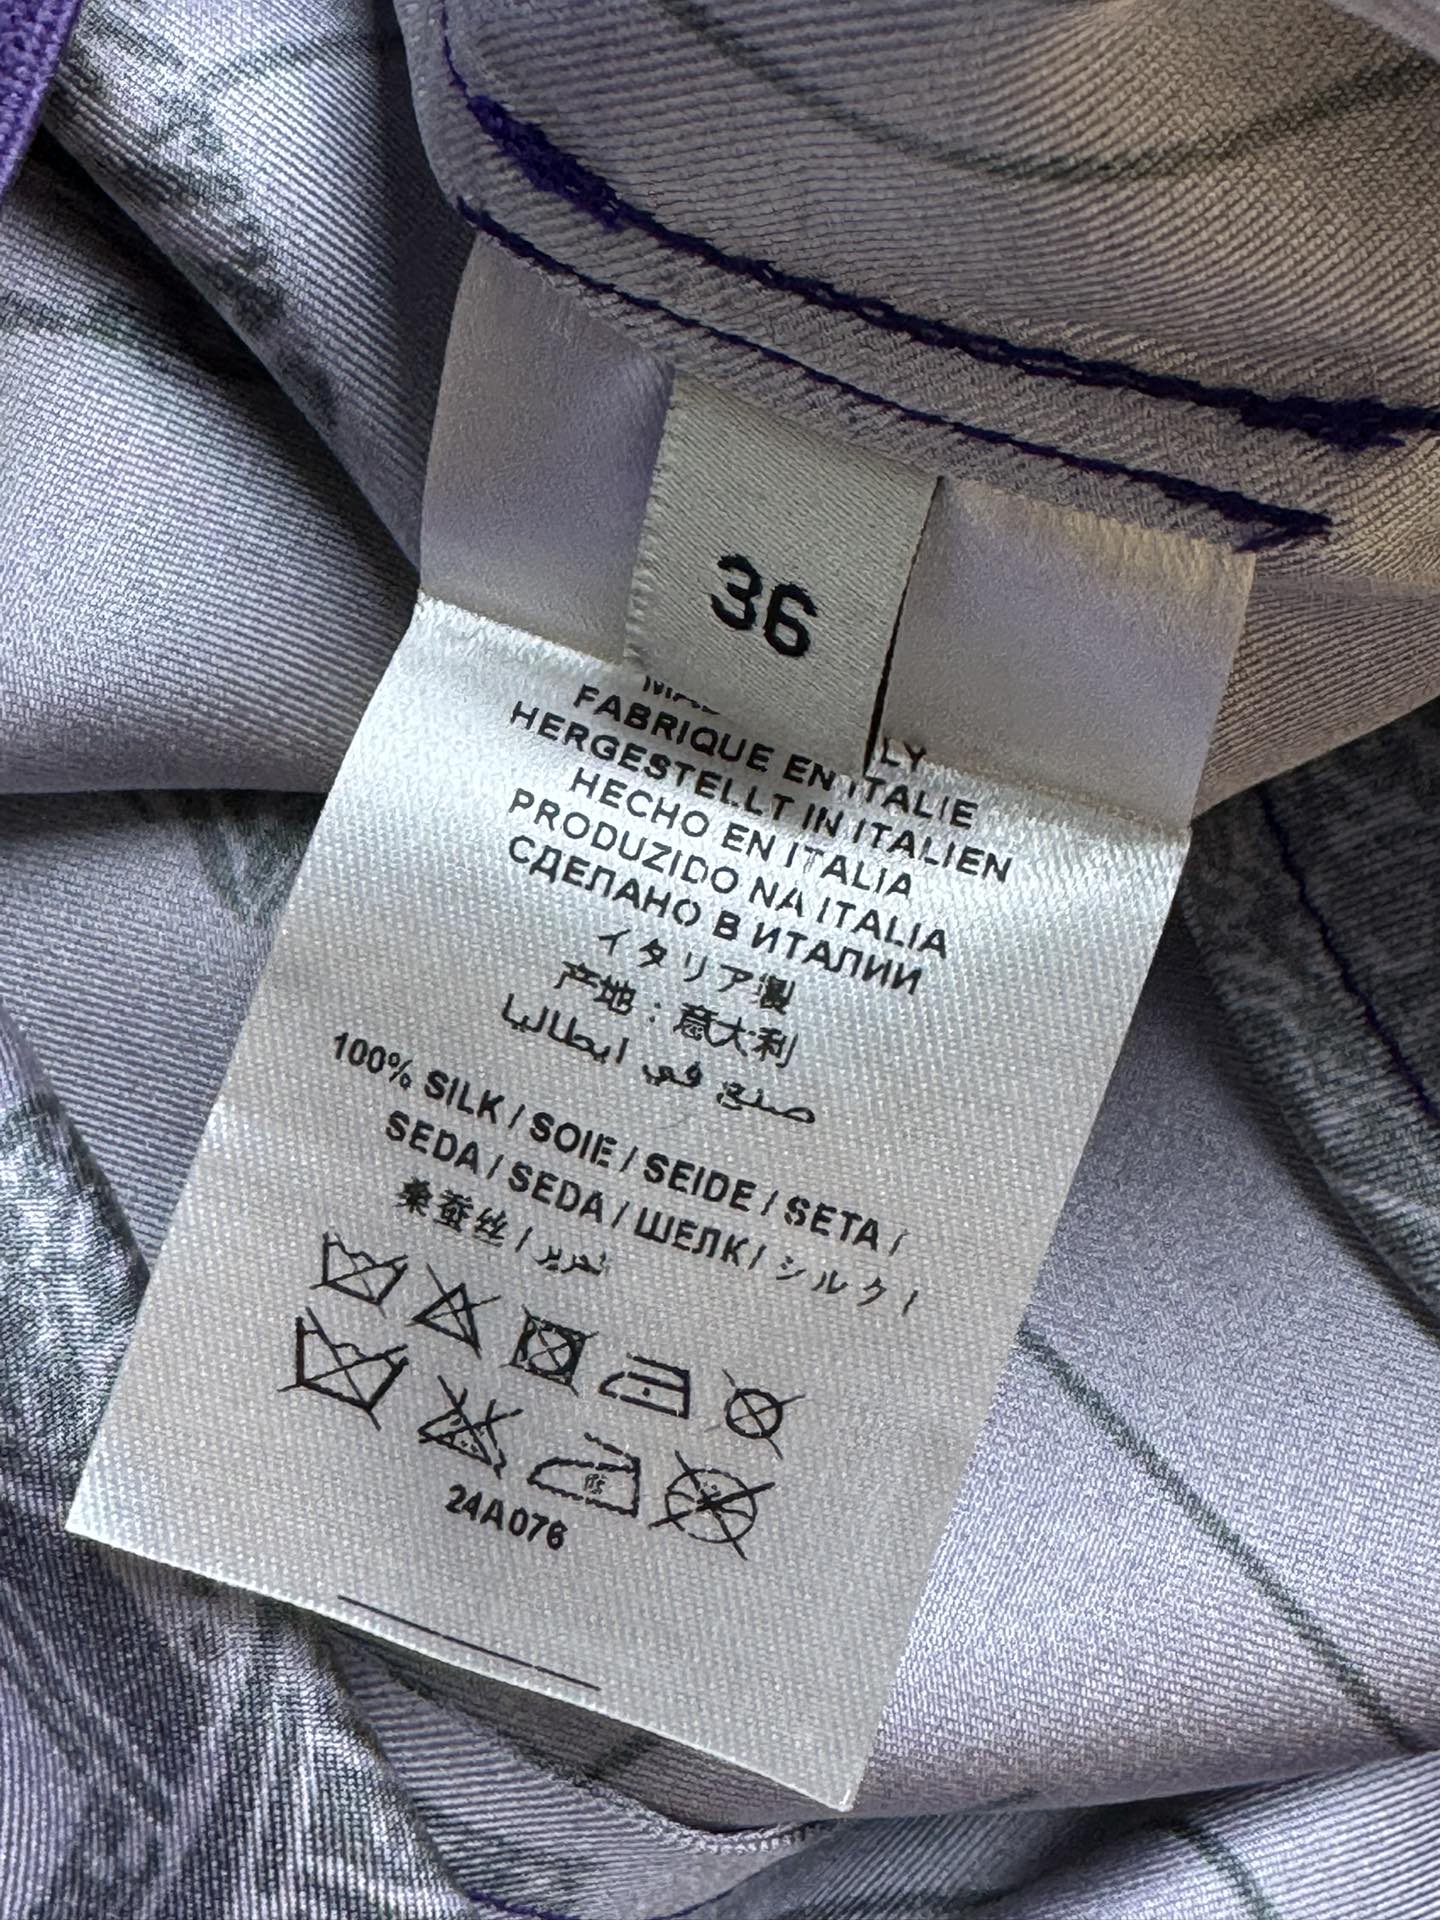 36
LY
FABRIQUE EN ITALIE
HERGESTELLT IN ITALIEN
HECHO EN ITALIA
PRODUZIDO NA ITALIA
СДЕЛАНО В ИТАЛИИ
イタリア製
产地：意大利
صنع في ايطاليا
100% SILK / SOIE / SEIDE / SETA /
SEDA / SEDA / ШЕЛК / シルク /
桑蚕丝 /
24A076